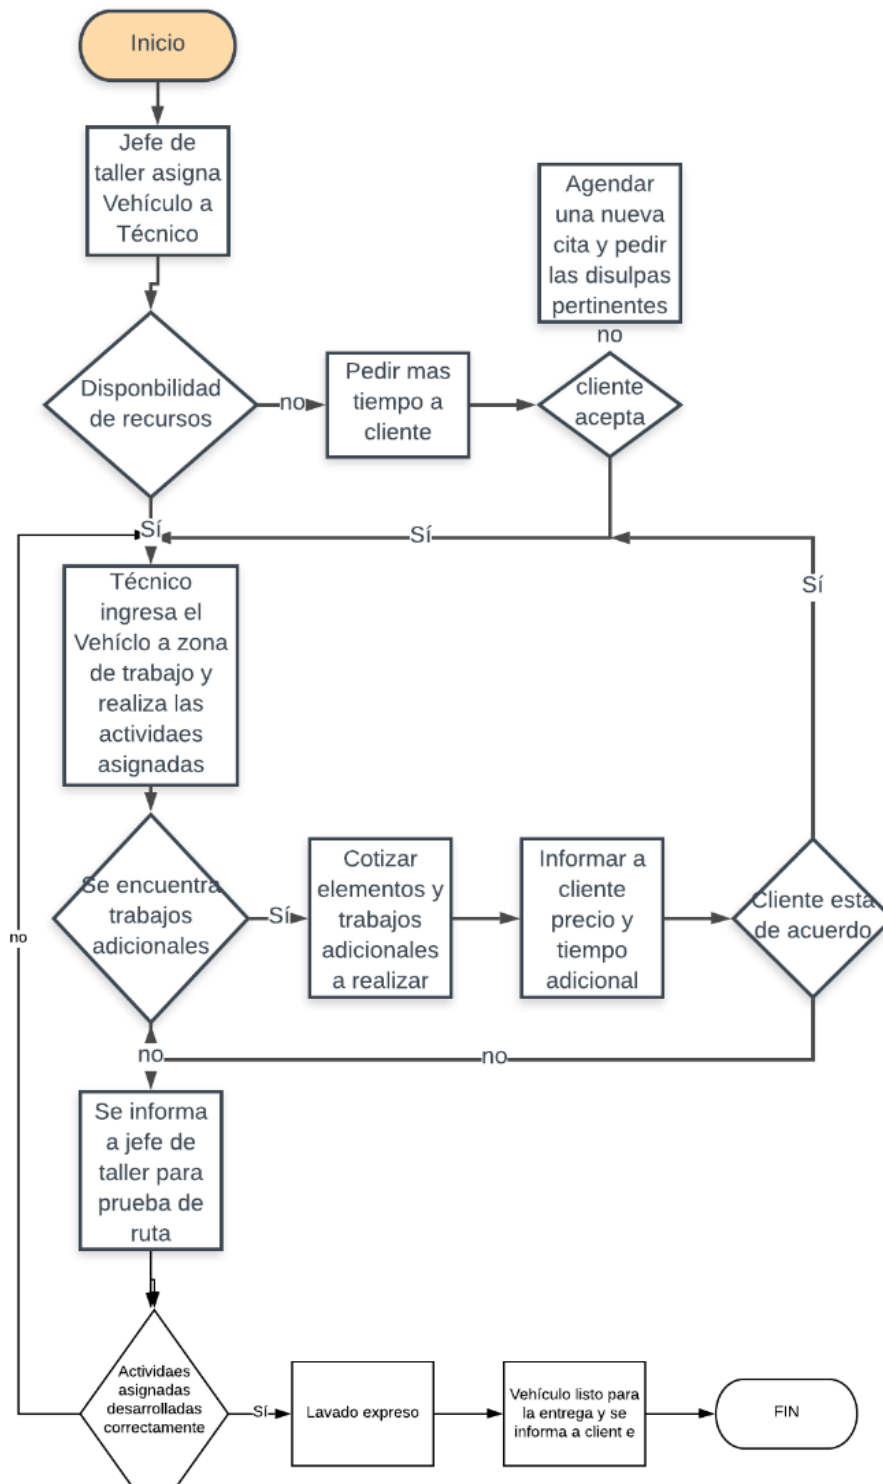 Inicio
Jefe de
taller asigna
Vehículo a
Técnico
Agendar
una nueva
cita y pedir
las disulpas
pertinentes
no
Disponbilidad
de recursos
no
Pedir mas
tiempo a
cliente
cliente
acepta
Sí
Sí
Sí
Técnico
ingresa el
Vehíclo a zona
de trabajo y
realiza las
actividaes
asignadas
Se encuentra
trabajos
adicionales
Sí
Cotizar
elementos y
trabajos
adicionales
a realizar
Informar a
cliente
precio y
tiempo
adicional
Cliente está
de acuerdo
no
no
no
Se informa
a jefe de
taller para
prueba de
ruta
Actividaes
asignadas
desarrolladas
correctamente
Sí
Lavado expreso
Vehículo listo para
la entrega y se
informa a client e
FIN